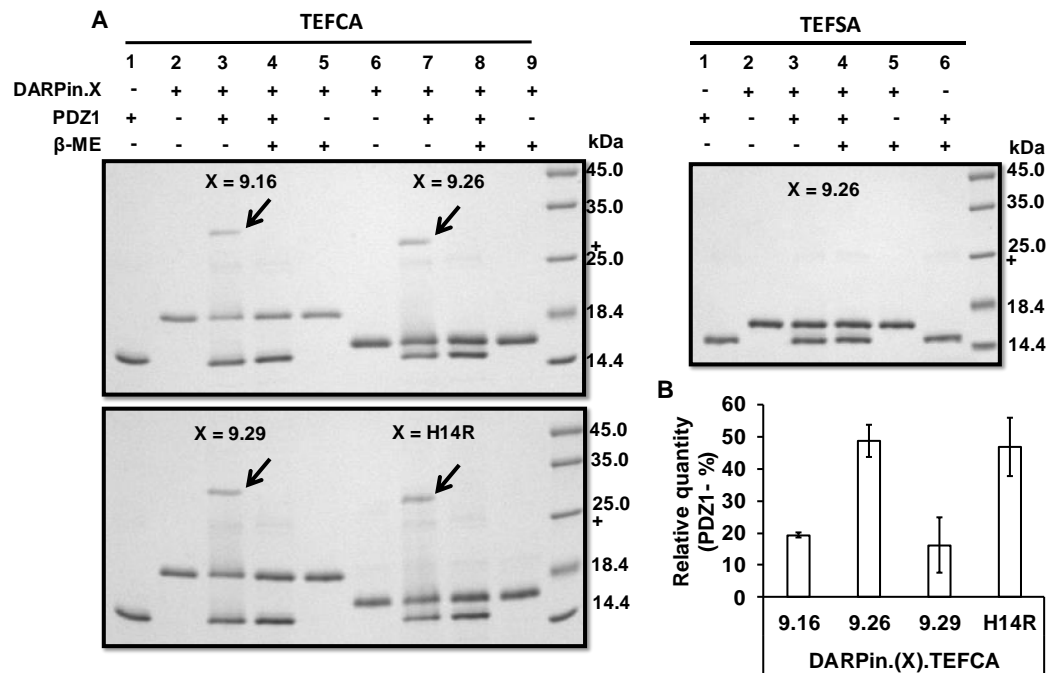 A
TEFCA
1 2 3 4 5 6 7 8 9
DARPin.X - + + + + + + + +
PDZ1 + - + + - - + + -
β-ME - - - + + - - + +
kDa
X = 9.16
X = 9.26
45.0
35.0
+
25.0
18.4
14.4
X = 9.29
X = H14R
45.0
35.0
25.0
+
18.4
14.4
TEFSA
1 2 3 4 5 6
- + + + + -
+ - + + - +
- - - + + +
kDa
X = 9.26
45.0
35.0
25.0
+
18.4
14.4
B
Relative quantity
(PDZ1- %)
60
50
40
30
20
10
0
9.16 9.26 9.29 H14R
DARPin.(X).TEFCA